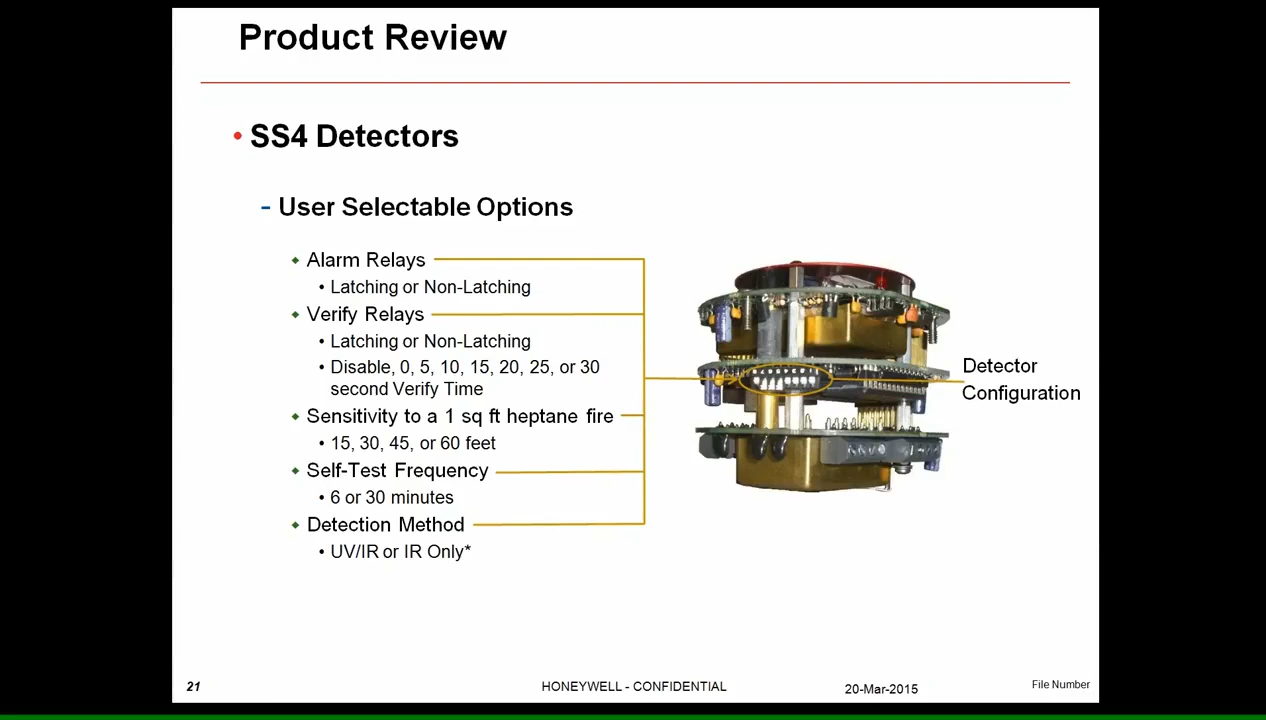 Product Review
• SS4 Detectors
- User Selectable Options
Alarm Relays
• Latching or Non-Latching
Verify Relays
• Latching or Non-Latching
• Disable, 0, 5, 10, 15, 20, 25, or 30
second Verify Time
Sensitivity to a 1 sq ft heptane fire
• 15, 30, 45, or 60 feet
Self-Test Frequency
• 6 or 30 minutes
Detection Method
• UV/IR or IR Only*
Detector
Configuration
21
HONEYWELL - CONFIDENTIAL
20-Mar-2015
File Number